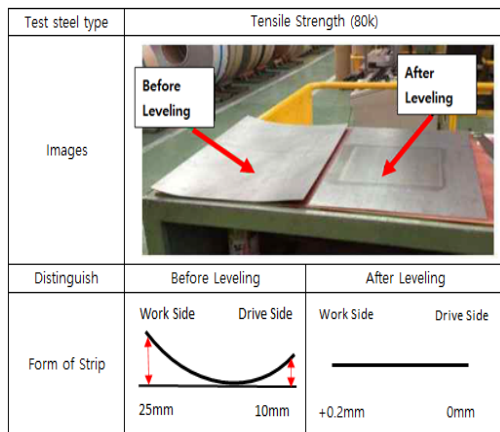 Test steel type
Tensile Strength (80k)
Images
Before
Leveling
After
Leveling
Distinguish
Before Leveling
After Leveling
Form of Strip
Work Side
Drive Side
25mm
10mm
Work Side
Drive Side
+0.2mm
0mm